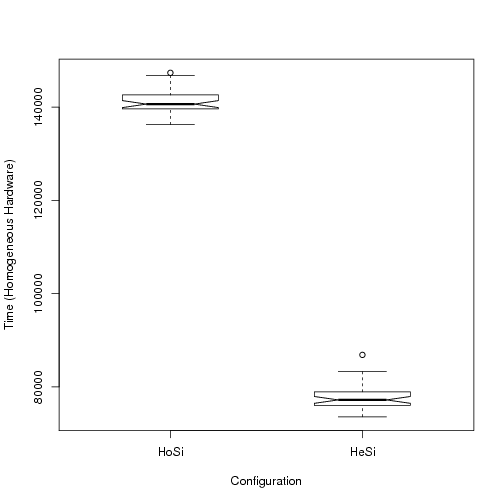 Time (Homogeneous Hardware)
140000
120000
100000
80000
HoSi
HeSi
Configuration